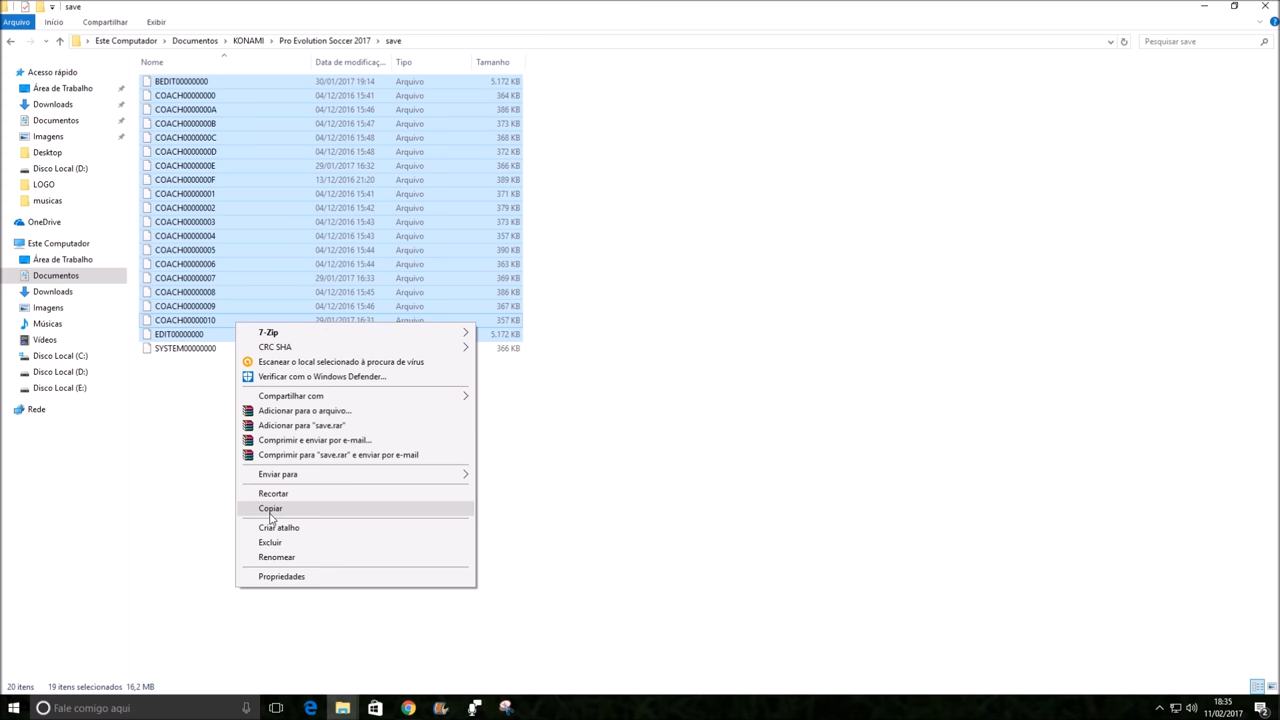 save
Arquivo Início Compartilhar Exibir
Este Computador Documentos KONAMI Pro Evolution Soccer 2017 save Pesquisar save
Nome Data de modificaç... Tipo Tamanho
Acesso rápido
Área de Trabalho
Downloads
Documentos
Imagens
Desktop
Disco Local (D:)
LOGO
musicas
OneDrive
Este Computador
Área de Trabalho
Documentos
Downloads
Imagens
Músicas
Vídeos
Disco Local (C:)
Disco Local (D:)
Disco Local (E:)
Rede
BEDIT00000000 30/01/2017 19:14 Arquivo 5.172 KB
COACH00000000 04/12/2016 15:41 Arquivo 364 KB
COACH0000000A 04/12/2016 15:46 Arquivo 386 KB
COACH0000000B 04/12/2016 15:47 Arquivo 373 KB
COACH0000000C 04/12/2016 15:48 Arquivo 368 KB
COACH0000000D 04/12/2016 15:48 Arquivo 372 KB
COACH0000000E 29/01/2017 16:32 Arquivo 366 KB
COACH0000000F 13/12/2016 21:20 Arquivo 389 KB
COACH00000001 04/12/2016 15:41 Arquivo 371 KB
COACH00000002 04/12/2016 15:42 Arquivo 379 KB
COACH00000003 04/12/2016 15:43 Arquivo 373 KB
COACH00000004 04/12/2016 15:43 Arquivo 357 KB
COACH00000005 04/12/2016 15:44 Arquivo 390 KB
COACH00000006 04/12/2016 15:44 Arquivo 363 KB
COACH00000007 29/01/2017 16:33 Arquivo 369 KB
COACH00000008 04/12/2016 15:45 Arquivo 386 KB
COACH00000009 04/12/2016 15:46 Arquivo 367 KB
COACH00000010 29/01/2017 16:31 Arquivo 357 KB
EDIT00000000 5.172 KB
SYSTEM00000000 366 KB
7-Zip
CRC SHA
Escanear o local selecionado à procura de vírus
Verificar com o Windows Defender...
Compartilhar com
Adicionar para o arquivo...
Adicionar para "save.rar"
Comprimir e enviar por e-mail...
Comprimir para "save.rar" e enviar por e-mail
Enviar para
Recortar
Copiar
Criar atalho
Excluir
Renomear
Propriedades
20 itens 19 itens selecionados 16,2 MB
Fale comigo aqui
18:35
11/02/2017
2